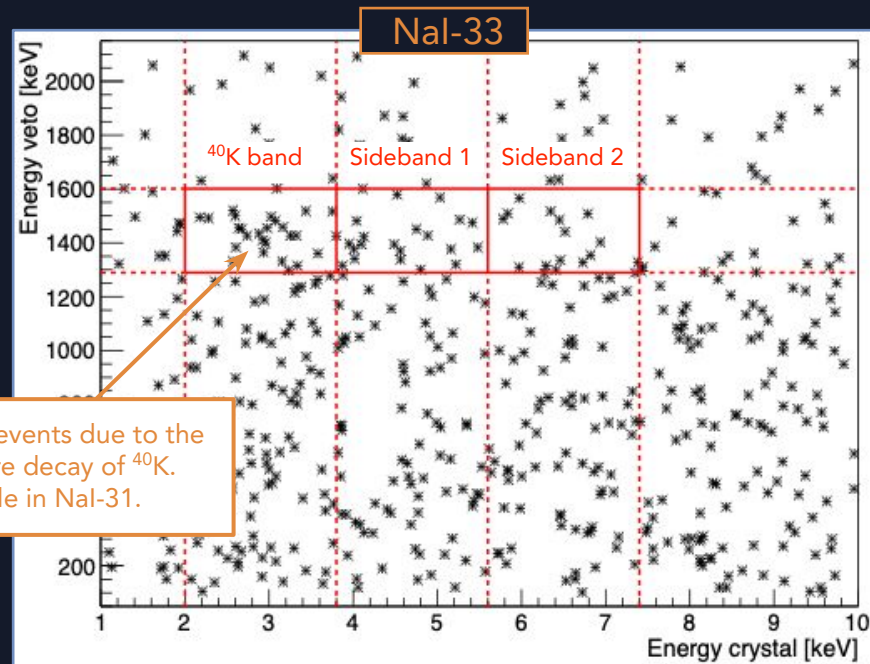 NaI-33
Energy veto [keV]
2000
1800
1600
1400
1200
1000
200
⁴⁰K band
Sideband 1
Sideband 2
events due to the
e decay of ⁴⁰K.
le in NaI-31.
1 2 3 4 5 6 7 8 9 10
Energy crystal [keV]